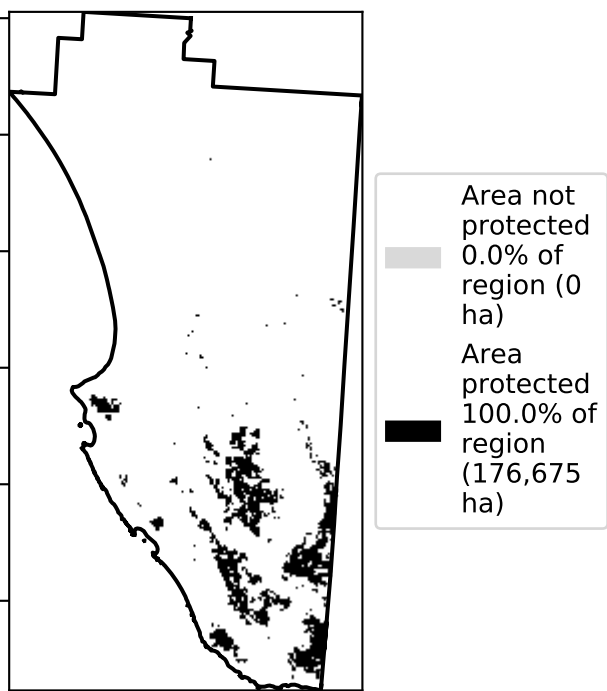 Area not
protected
0.0% of
region (0
ha)
Area
protected
100.0% of
region
(176,675
ha)